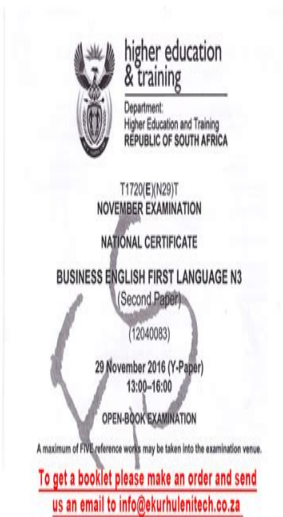 higher education
& training
Department:
Higher Education and Training
REPUBLIC OF SOUTH AFRICA
T1720(E)(N29)T
NOVEMBER EXAMINATION
NATIONAL CERTIFICATE
BUSINESS ENGLISH FIRST LANGUAGE N3
(Second Paper)
(12040083)
29 November 2016 (Y-Paper)
13:00–16:00
OPEN-BOOK EXAMINATION
A maximum of FIVE reference works may be taken into the examination venue.
To get a booklet please make an order and send
us an email to info@ekurhulenitech.co.za